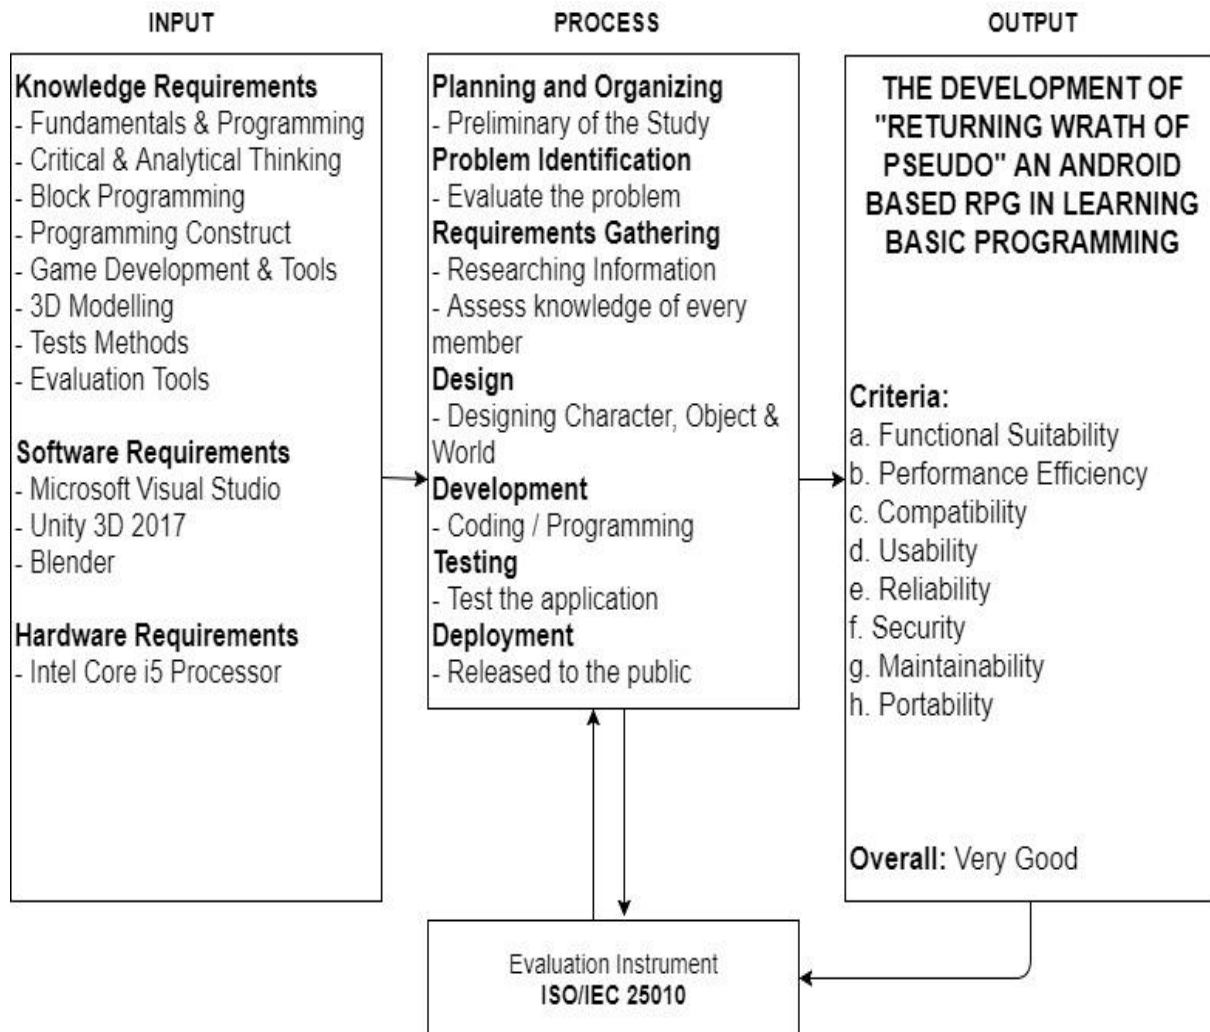 INPUT
Knowledge Requirements
- Fundamentals & Programming
- Critical & Analytical Thinking
- Block Programming
- Programming Construct
- Game Development & Tools
- 3D Modelling
- Tests Methods
- Evaluation Tools
Software Requirements
- Microsoft Visual Studio
- Unity 3D 2017
- Blender
Hardware Requirements
- Intel Core i5 Processor
PROCESS
Planning and Organizing
- Preliminary of the Study
Problem Identification
- Evaluate the problem
Requirements Gathering
- Researching Information
- Assess knowledge of every
member
Design
- Designing Character, Object &
World
Development
- Coding / Programming
Testing
- Test the application
Deployment
- Released to the public
OUTPUT
THE DEVELOPMENT OF
"RETURNING WRATH OF
PSEUDO" AN ANDROID
BASED RPG IN LEARNING
BASIC PROGRAMMING
Criteria:
a. Functional Suitability
b. Performance Efficiency
c. Compatibility
d. Usability
e. Reliability
f. Security
g. Maintainability
h. Portability
Overall: Very Good
Evaluation Instrument
ISO/IEC 25010